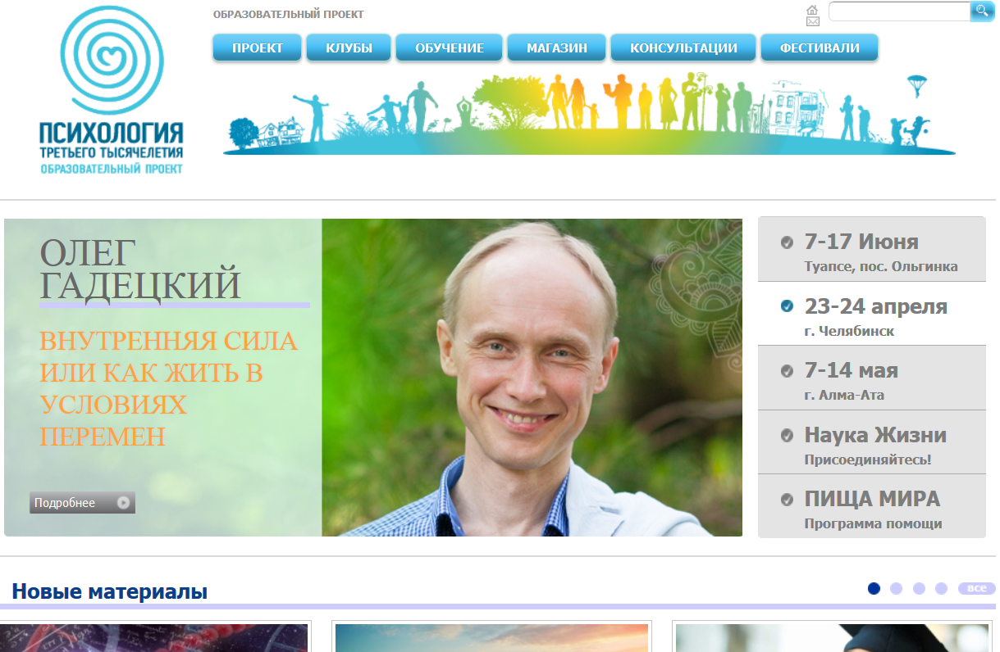 ПСИХОЛОГИЯ
ТРЕТЬЕГО ТЫСЯЧЕЛЕТИЯ
ОБРАЗОВАТЕЛЬНЫЙ ПРОЕКТ
ОБРАЗОВАТЕЛЬНЫЙ ПРОЕКТ
ПРОЕКТ
КЛУБЫ
ОБУЧЕНИЕ
МАГАЗИН
КОНСУЛЬТАЦИИ
ФЕСТИВАЛИ
ОЛЕГ
ГАДЕЦКИЙ
ВНУТРЕННЯЯ СИЛА
ИЛИ КАК ЖИТЬ В
УСЛОВИЯХ
ПЕРЕМЕН
Подробнее
7-17 Июня
Туапсе, пос. Ольгинка
23-24 апреля
г. Челябинск
7-14 мая
г. Алма-Ата
Наука Жизни
Присоединяйтесь!
ПИЩА МИРА
Программа помощи
Новые материалы
все